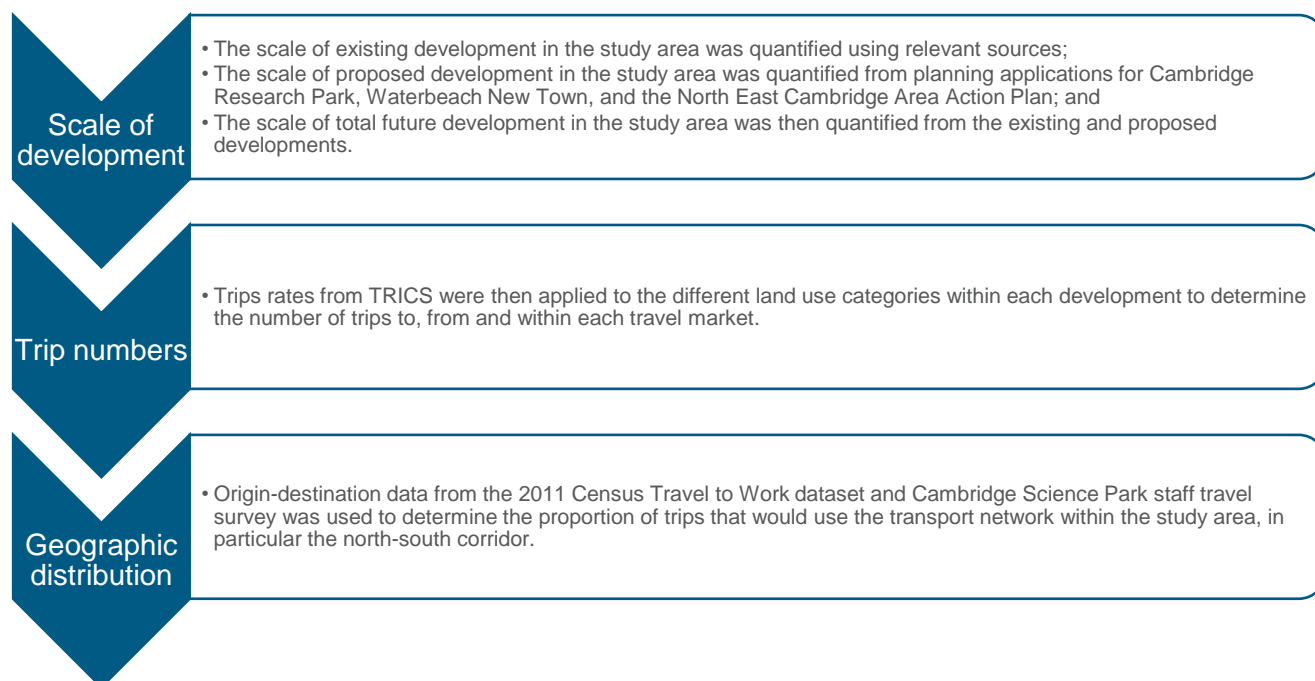 Scale of
development
• The scale of existing development in the study area was quantified using relevant sources;
• The scale of proposed development in the study area was quantified from planning applications for Cambridge
Research Park, Waterbeach New Town, and the North East Cambridge Area Action Plan; and
• The scale of total future development in the study area was then quantified from the existing and proposed
developments.
Trip numbers
• Trips rates from TRICS were then applied to the different land use categories within each development to determine
the number of trips to, from and within each travel market.
Geographic
distribution
• Origin-destination data from the 2011 Census Travel to Work dataset and Cambridge Science Park staff travel
survey was used to determine the proportion of trips that would use the transport network within the study area, in
particular the north-south corridor.